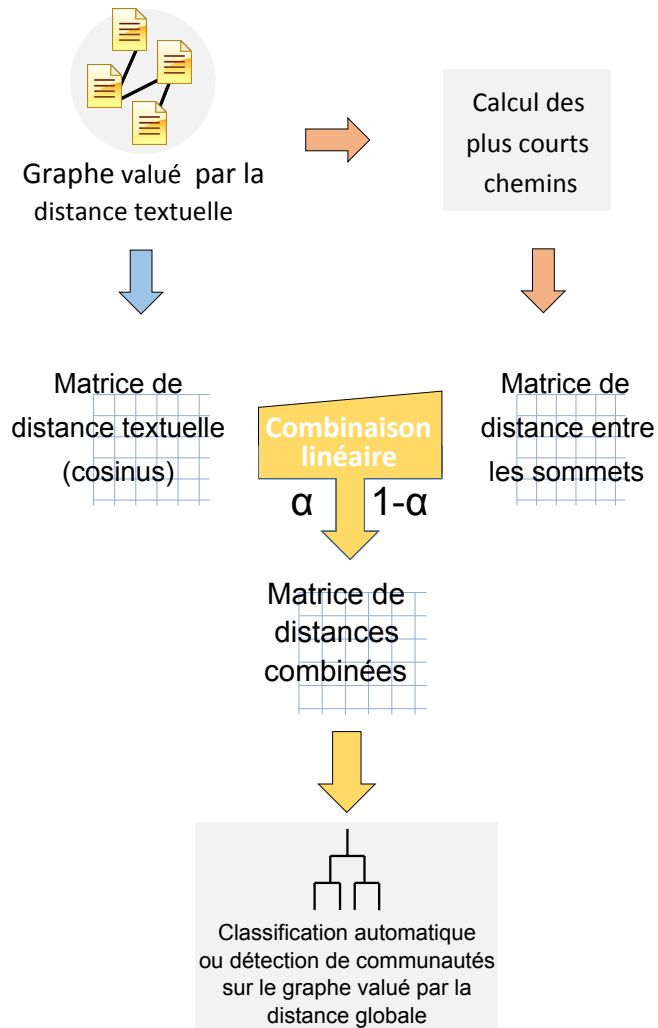 Graphe valué par la
distance textuelle
Calcul des
plus courts
chemins
Matrice de
distance textuelle
(cosinus)
Combinaison
linéaire
α 1-α
Matrice de
distance entre
les sommets
Matrice de
distances
combinées
Classification automatique
ou détection de communautés
sur le graphe valué par la
distance globale